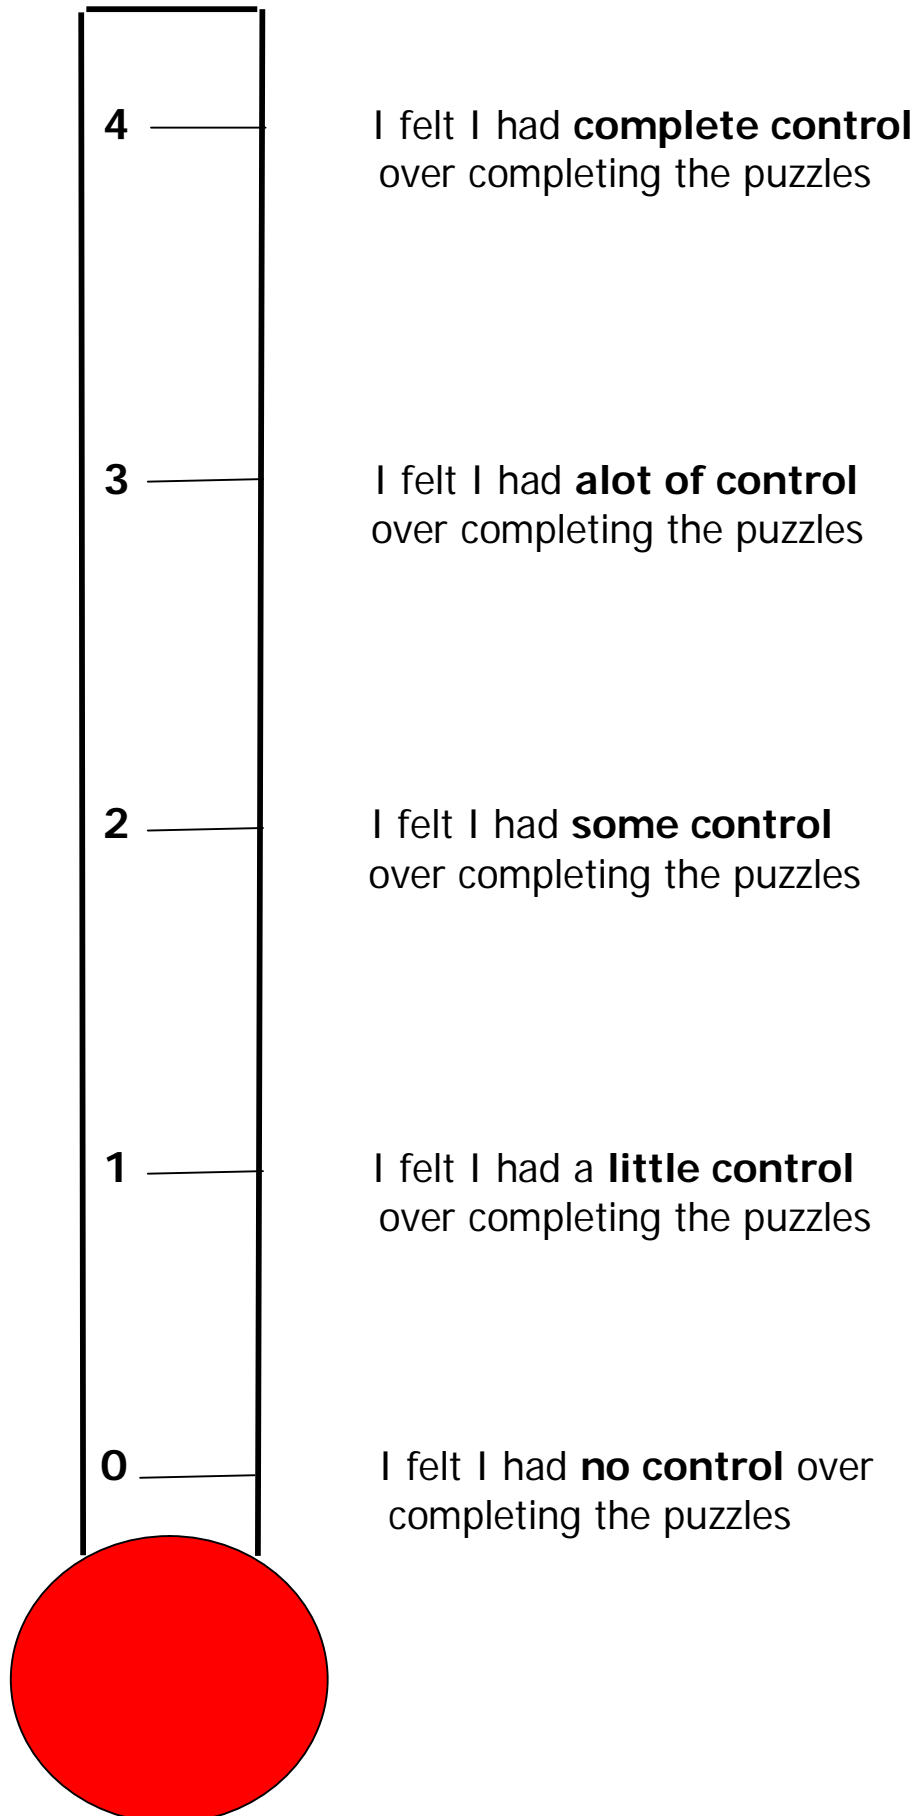 4 I felt I had complete control
over completing the puzzles
3 I felt I had alot of control
over completing the puzzles
2 I felt I had some control
over completing the puzzles
1 I felt I had a little control
over completing the puzzles
0 I felt I had no control over
completing the puzzles